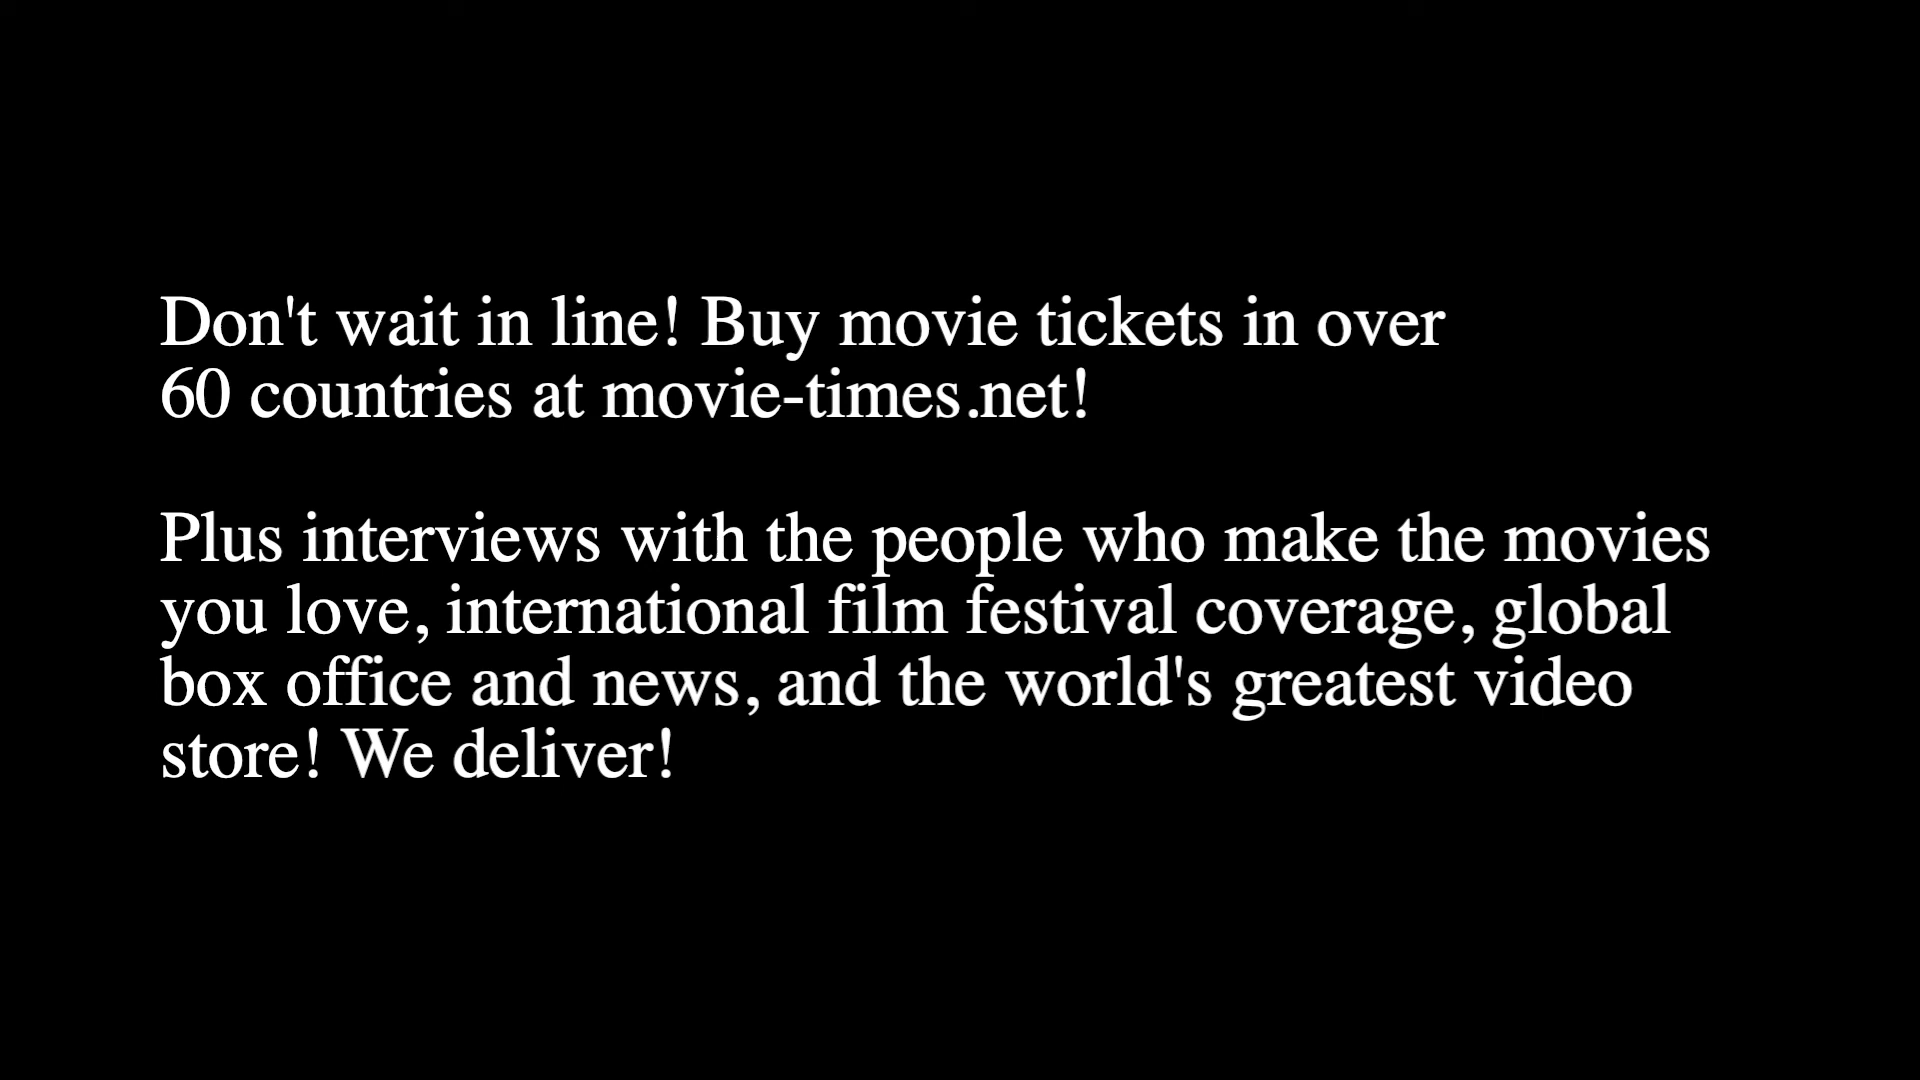 Don't wait in line! Buy movie tickets in over
60 countries at movie-times.net!
Plus interviews with the people who make the movies
you love, international film festival coverage, global
box office and news, and the world's greatest video
store! We deliver!